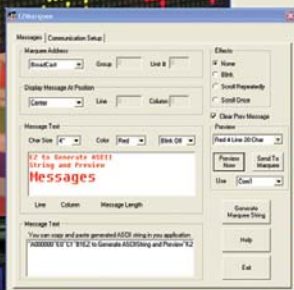 EZMarquee
Messages
Communication Setup
Marquee Address
BroadCast
Group
Unit #
Display Message At Position
Center
Line
Column
Message Text
Char Size
4"
Color
Red
Blink Off
EZ to Generate ASCII
String and Preview
Messages
Line
Column
Message Length
Message Text
You can copy and paste generated ASCII string in you application
Effects
None
Blink
Scroll Repeatedly
Scroll Once
Clear Prev Message
Preview
Red 4 Line 20 Char
Preview Now
Send To Marquee
Use
Com1
Generate
Marquee String
Help
Exit